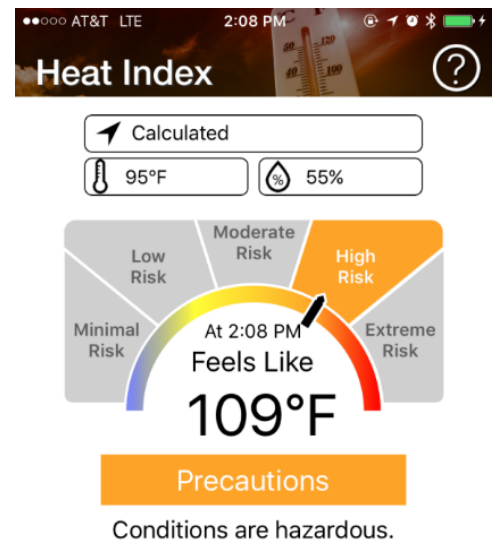 AT&T LTE 2:08 PM
Heat Index
?
Calculated
95°F
% 55%
Moderate
Risk
Low
Risk
High
Risk
Minimal
Risk
Extreme
Risk
At 2:08 PM
Feels Like
109°F
Precautions
Conditions are hazardous.